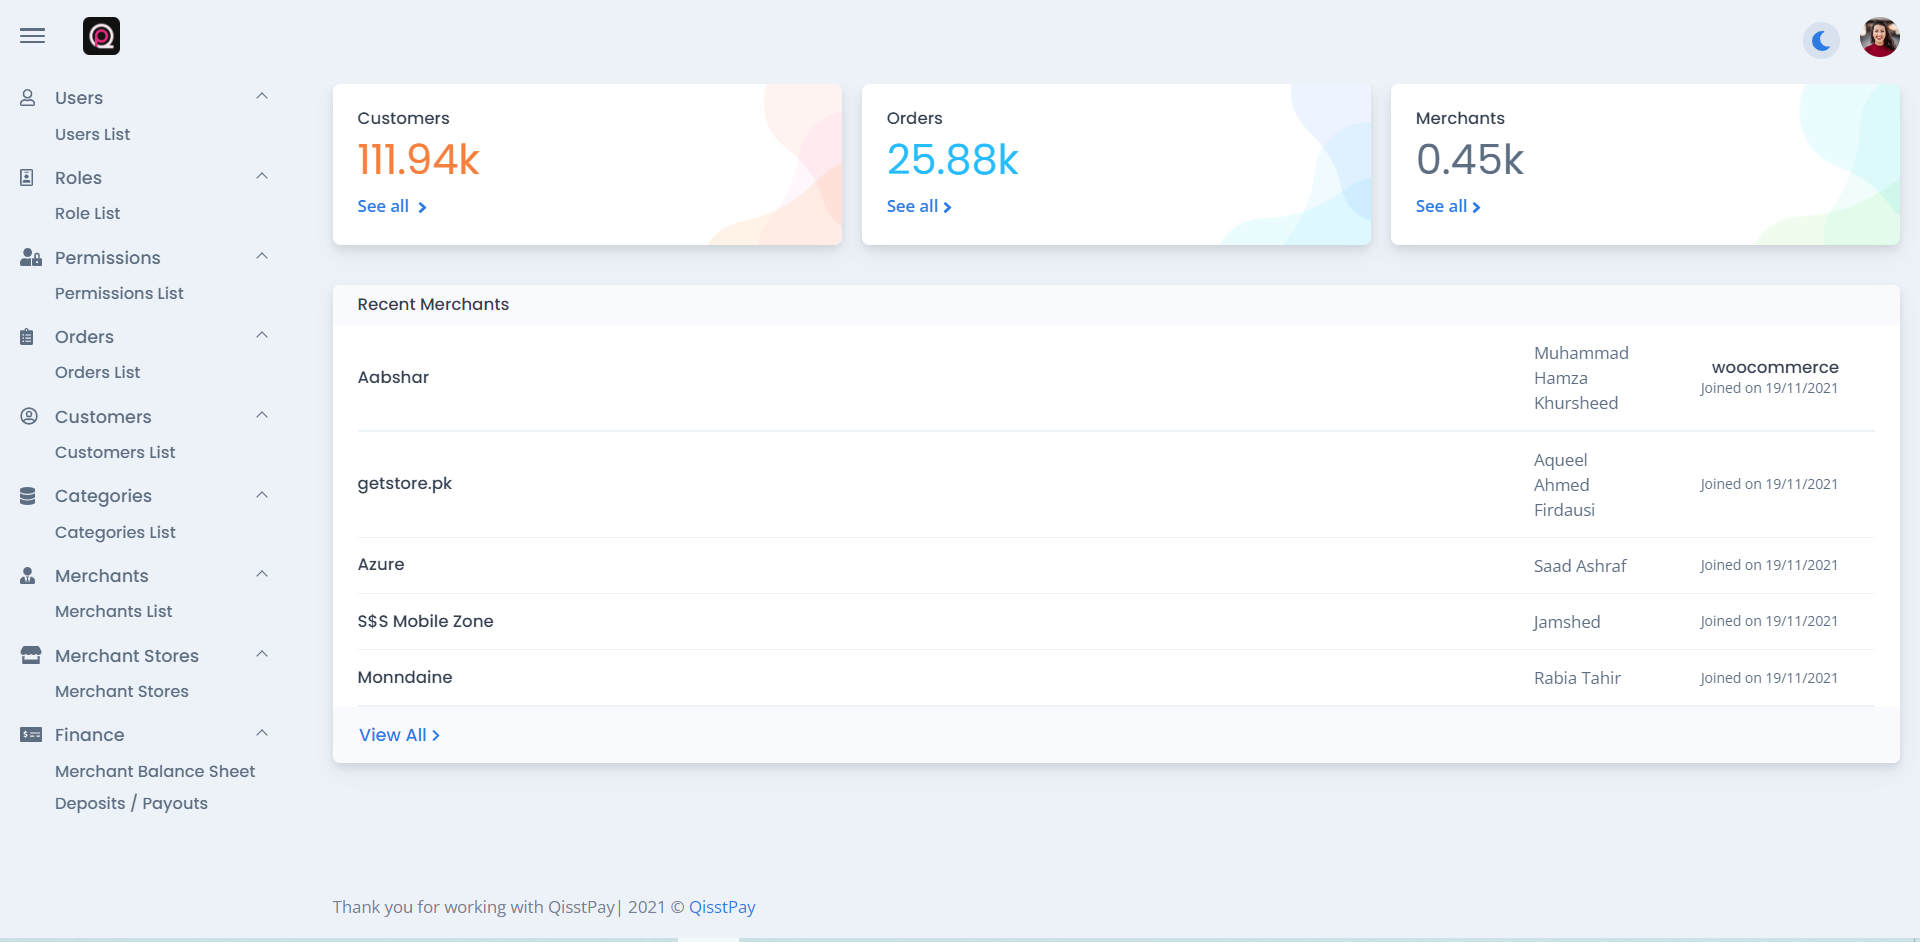 Users
Users List
Roles
Role List
Permissions
Permissions List
Orders
Orders List
Customers
Customers List
Categories
Categories List
Merchants
Merchants List
Merchant Stores
Merchant Stores
Finance
Merchant Balance Sheet
Deposits / Payouts
Customers
111.94k
See all
Orders
25.88k
See all
Merchants
0.45k
See all
Recent Merchants
Aabshar
Muhammad
Hamza
Khursheed
woocommerce
Joined on 19/11/2021
getstore.pk
Aqueel
Ahmed
Firdausi
Joined on 19/11/2021
Azure
Saad Ashraf
Joined on 19/11/2021
S$S Mobile Zone
Jamshed
Joined on 19/11/2021
Monndaine
Rabia Tahir
Joined on 19/11/2021
View All
Thank you for working with QisstPay| 2021 © QisstPay